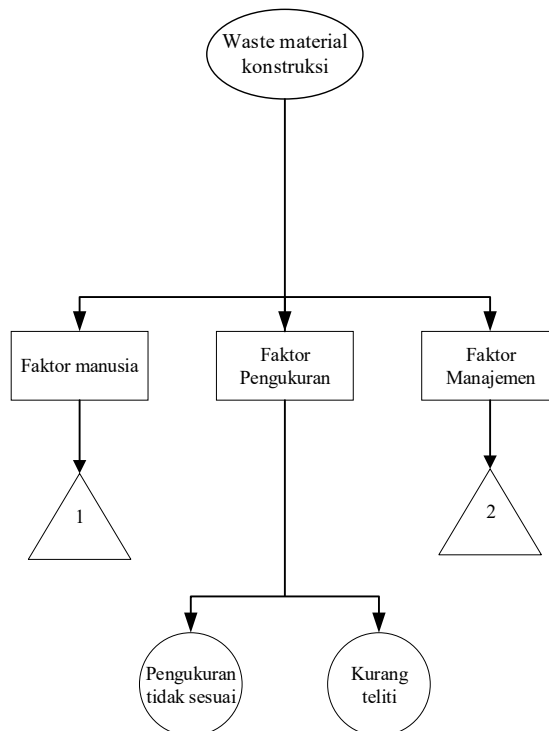 Waste material
konstruksi
Faktor manusia
Faktor
Pengukuran
Faktor
Manajemen
1
2
Pengukuran
tidak sesuai
Kurang
teliti